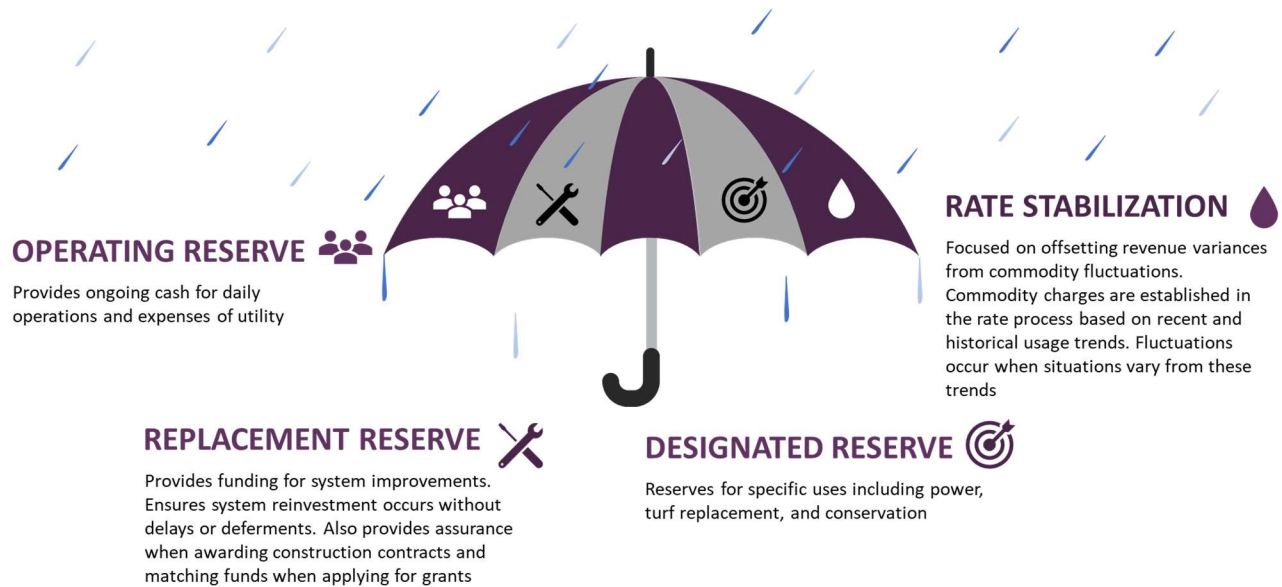 OPERATING RESERVE
Provides ongoing cash for daily
operations and expenses of utility
REPLACEMENT RESERVE
Provides funding for system improvements.
Ensures system reinvestment occurs without
delays or deferments. Also provides assurance
when awarding construction contracts and
matching funds when applying for grants
DESIGNATED RESERVE
Reserves for specific uses including power,
turf replacement, and conservation
RATE STABILIZATION
Focused on offsetting revenue variances
from commodity fluctuations.
Commodity charges are established in
the rate process based on recent and
historical usage trends. Fluctuations
occur when situations vary from these
trends